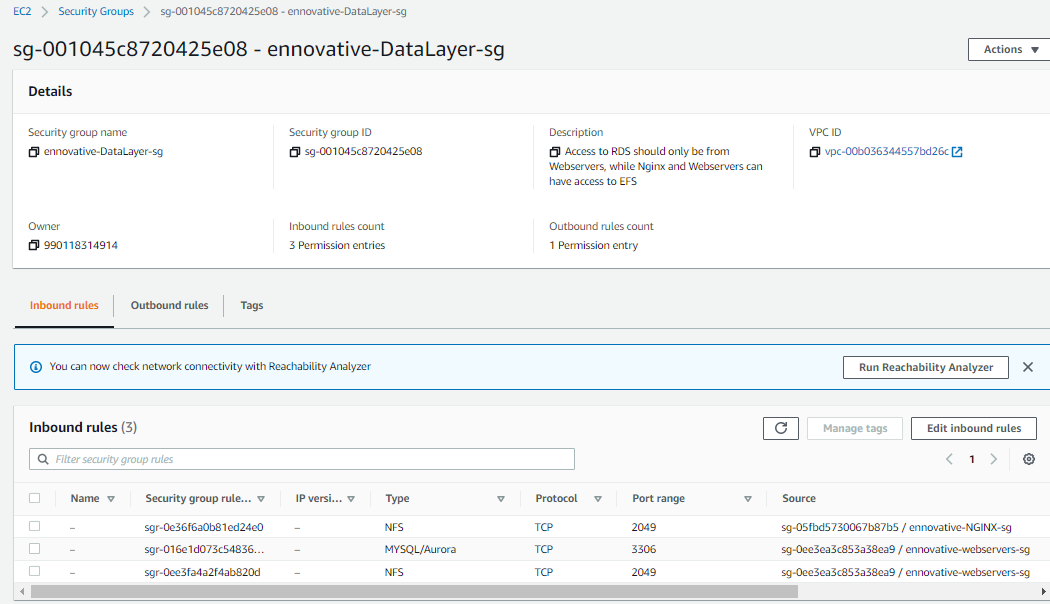 EC2 > Security Groups > sg-001045c8720425e08 - ennovative-DataLayer-sg
sg-001045c8720425e08 - ennovative-DataLayer-sg
Actions
Details
Security group name
ennovative-DataLayer-sg
Security group ID
sg-001045c8720425e08
Description
Access to RDS should only be from
Webservers, while Nginx and Webservers can
have access to EFS
VPC ID
vpc-00b036344557bd26c
Owner
990118314914
Inbound rules count
3 Permission entries
Outbound rules count
1 Permission entry
Inbound rules
Outbound rules
Tags
You can now check network connectivity with Reachability Analyzer
Run Reachability Analyzer
Inbound rules (3)
Manage tags
Edit inbound rules
Filter security group rules
1
Name Security group rule... IP versi... Type Protocol Port range Source
– sgr-0e36f6a0b81ed24e0 – NFS TCP 2049 sg-05fbd5730067b87b5 / ennovative-NGINX-sg
– sgr-016e1d073c54836... – MYSQL/Aurora TCP 3306 sg-0ee3ea3c853a38ea9 / ennovative-webservers-sg
– sgr-0ee3fa4a2f4ab820d – NFS TCP 2049 sg-0ee3ea3c853a38ea9 / ennovative-webservers-sg